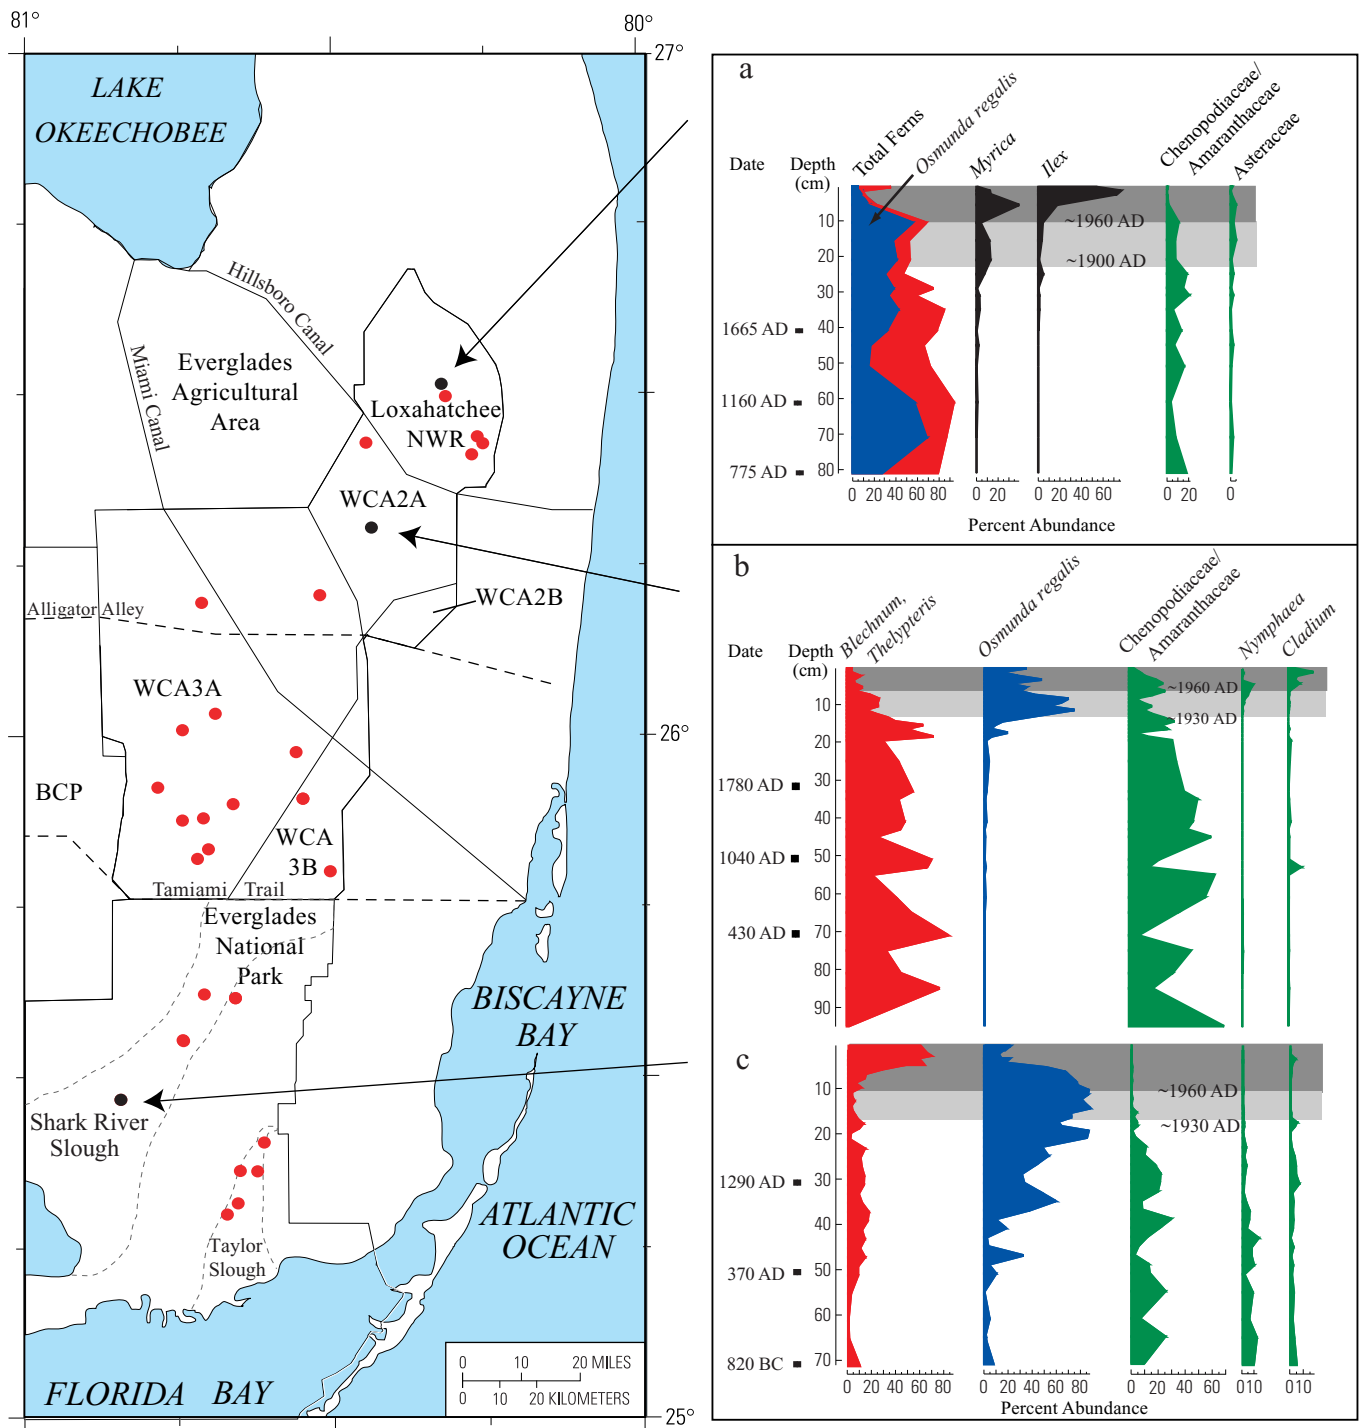 81°
80°
27°
LAKE
OKEECHOBEE
Hillsboro Canal
Miami Canal
Everglades
Agricultural
Area
Loxahatchee
NWR
WCA2A
WCA2B
Alligator Alley
WCA3A
26°
BCP
WCA
3B
Tamiami Trail
Everglades
National
Park
BISCAYNE
BAY
Shark River
Slough
ATLANTIC
OCEAN
Taylor
Slough
0 10 20 MILES
0 10 20 KILOMETERS
FLORIDA BAY
25°
a
Date
Depth
(cm)
Total Ferns
Osmunda regalis
Myrica
Ilex
Chenopodiaceae/
Amaranthaceae
Asteraceae
~1960 AD
~1900 AD
10
20
30
1665 AD 40
50
1160 AD 60
70
775 AD 80
0 20 40 60 80 0 20 0 20 40 60 0 20 0
Percent Abundance
b
Date
Depth
(cm)
Blechnum,
Thelypteris
Osmunda regalis
Chenopodiaceae/
Amaranthaceae
Nymphaea
Cladium
~1960 AD
10
~1930 AD
20
1780 AD 30
40
1040 AD 50
60
430 AD 70
80
90
c
~1960 AD
10
~1930 AD
20
1290 AD 30
40
370 AD 50
60
820 BC 70
0 20 40 60 80 0 20 40 60 80 0 20 40 60 010 010
Percent Abundance